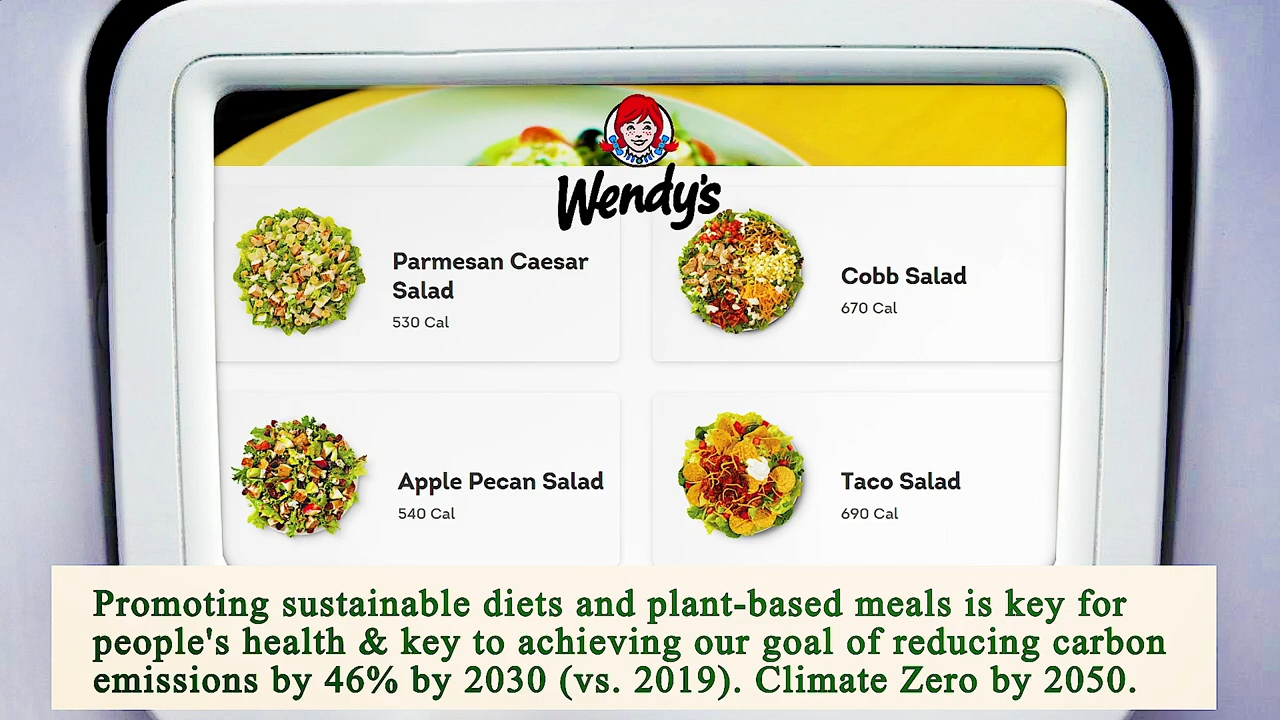 Wendy's
Parmesan Caesar
Salad
530 Cal
Cobb Salad
670 Cal
Apple Pecan Salad
540 Cal
Taco Salad
690 Cal
Promoting sustainable diets and plant-based meals is key for
people's health & key to achieving our goal of reducing carbon
emissions by 46% by 2030 (vs. 2019). Climate Zero by 2050.